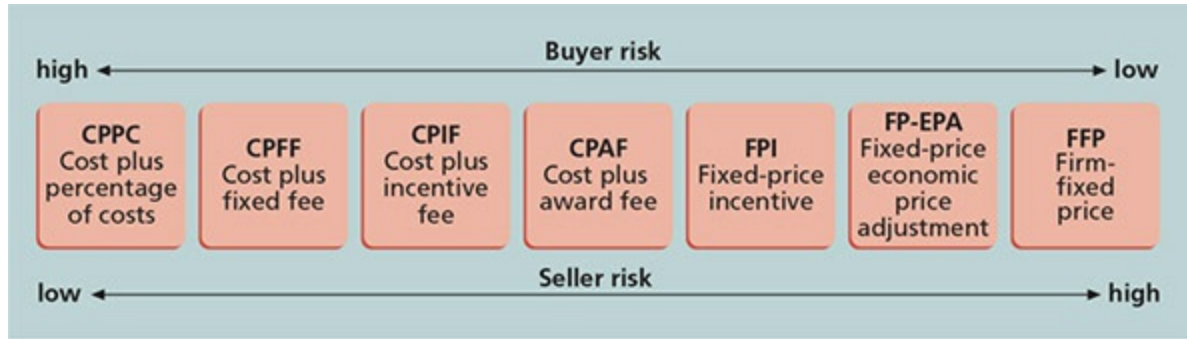 Buyer risk
high
low
CPPC
Cost plus
percentage
of costs
CPFF
Cost plus
fixed fee
CPIF
Cost plus
incentive
fee
CPAF
Cost plus
award fee
FPI
Fixed-price
incentive
FP-EPA
Fixed-price
economic
price
adjustment
FFP
Firm-
fixed
price
Seller risk
low
high